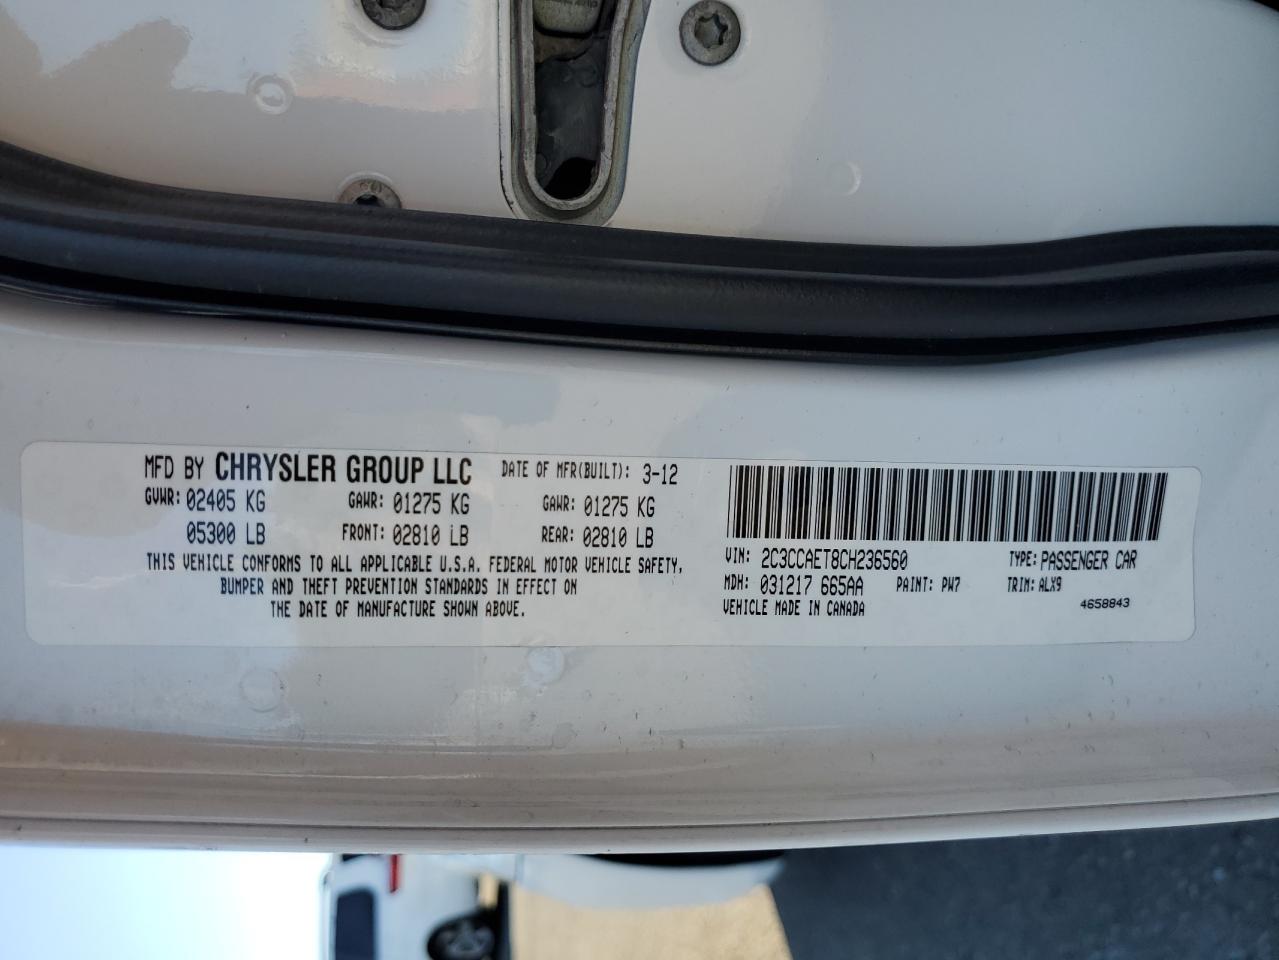 MFD BY CHRYSLER GROUP LLC DATE OF MFR(BUILT): 3-12
GVWR: 02405 KG GAWR: 01275 KG GAWR: 01275 KG
05300 LB FRONT: 02810 LB REAR: 02810 LB
THIS VEHICLE CONFORMS TO ALL APPLICABLE U.S.A. FEDERAL MOTOR VEHICLE SAFETY,
BUMPER AND THEFT PREVENTION STANDARDS IN EFFECT ON
THE DATE OF MANUFACTURE SHOWN ABOVE.
VIN: 2C3CCAET8CH236560 TYPE: PASSENGER CAR
MDH: 031217 665AA PAINT: PW7 TRIM: ALX9
VEHICLE MADE IN CANADA 4658843